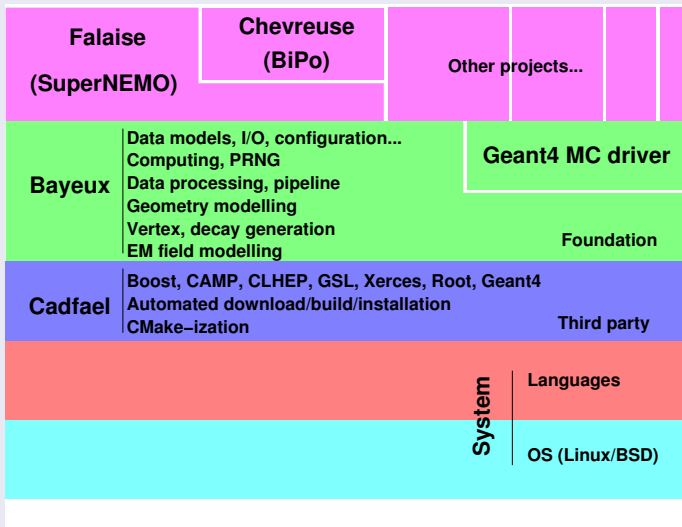 Falaise
(SuperNEMO)
Chevreuse
(BiPo)
Other projects...
Bayeux
Data models, I/O, configuration...
Computing, PRNG
Data processing, pipeline
Geometry modelling
Vertex, decay generation
EM field modelling
Geant4 MC driver
Foundation
Cadfael
Boost, CAMP, CLHEP, GSL, Xerces, Root, Geant4
Automated download/build/installation
CMake−ization
Third party
System
Languages
OS (Linux/BSD)